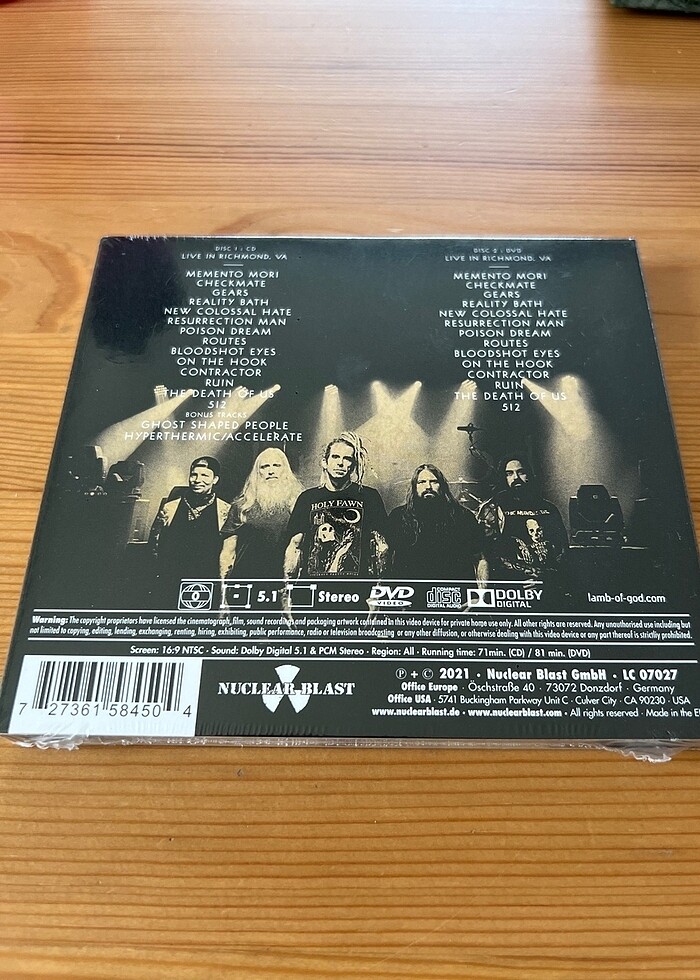 DISC 1 : CD
LIVE IN RICHMOND, VA
MEMENTO MORI
CHECKMATE
GEARS
REALITY BATH
NEW COLOSSAL HATE
RESURRECTION MAN
POISON DREAM
ROUTES
BLOODSHOT EYES
ON THE HOOK
CONTRACTOR
RUIN
THE DEATH OF US
512
BONUS TRACKS
GHOST SHAPED PEOPLE
HYPERTHERMIC/ACCELERATE
DISC 2 : DVD
LIVE IN RICHMOND, VA
MEMENTO MORI
CHECKMATE
GEARS
REALITY BATH
NEW COLOSSAL HATE
RESURRECTION MAN
POISON DREAM
ROUTES
BLOODSHOT EYES
ON THE HOOK
CONTRACTOR
RUIN
THE DEATH OF US
512
HOLY FAWN
0 5.1 Stereo DVD VIDEO COMPACT disc DIGITAL AUDIO DOLBY DIGITAL lamb-of-god.com
Warning: The copyright proprietors have licensed the cinematograph, film, sound recordings and packaging artwork contained in this video device for private home use only. All other rights are reserved. Any unauthorised use including but
not limited to copying, editing, lending, exchanging, renting, hiring, exhibiting, public performance, radio or television broadcasting or any other diffusion, or otherwise dealing with this video device or any part thereof is strictly prohibited.
Screen: 16:9 NTSC · Sound: Dolby Digital 5.1 & PCM Stereo · Region: All · Running time: 71min. (CD) / 81 min. (DVD)
7 27361 58450 4
NUCLEAR BLAST
℗ + © 2021 · Nuclear Blast GmbH · LC 07027
Office Europe · Öschstraße 40 · 73072 Donzdorf · Germany
Office USA · 5741 Buckingham Parkway Unit C · Culver City · CA 90230 · USA
www.nuclearblast.de · www.nuclearblast.com · All rights reserved · Made in the E